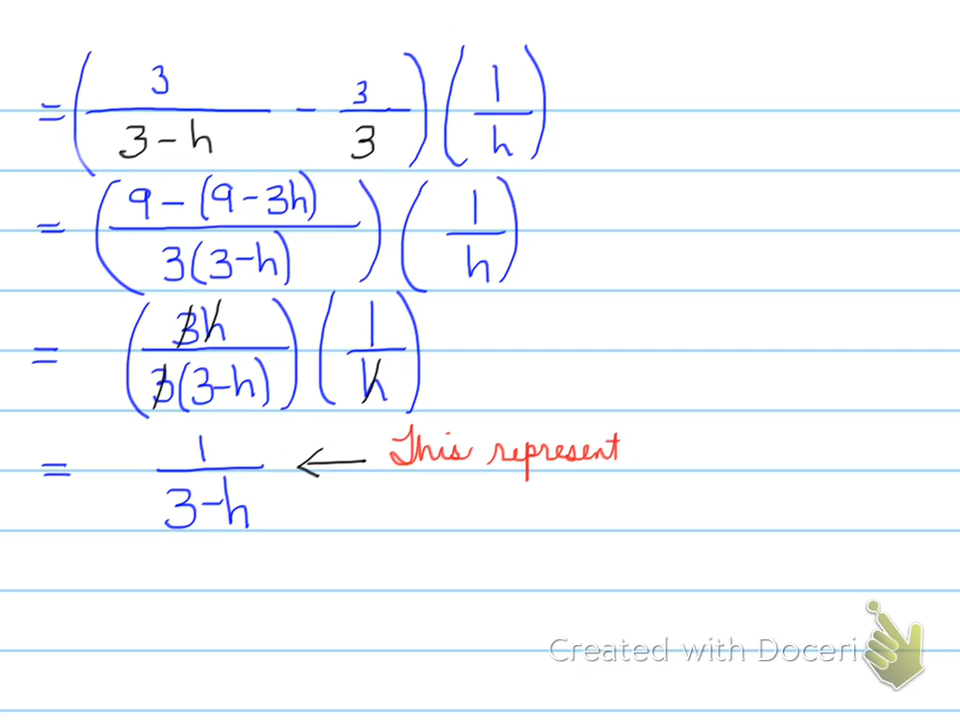 = (3/(3-h) - 3/3)(1/h)
= ((9-(9-3h))/(3(3-h)))(1/h)
= (3h/(3(3-h)))(1/h)
= 1/(3-h) ← This represent
Created with Doceri